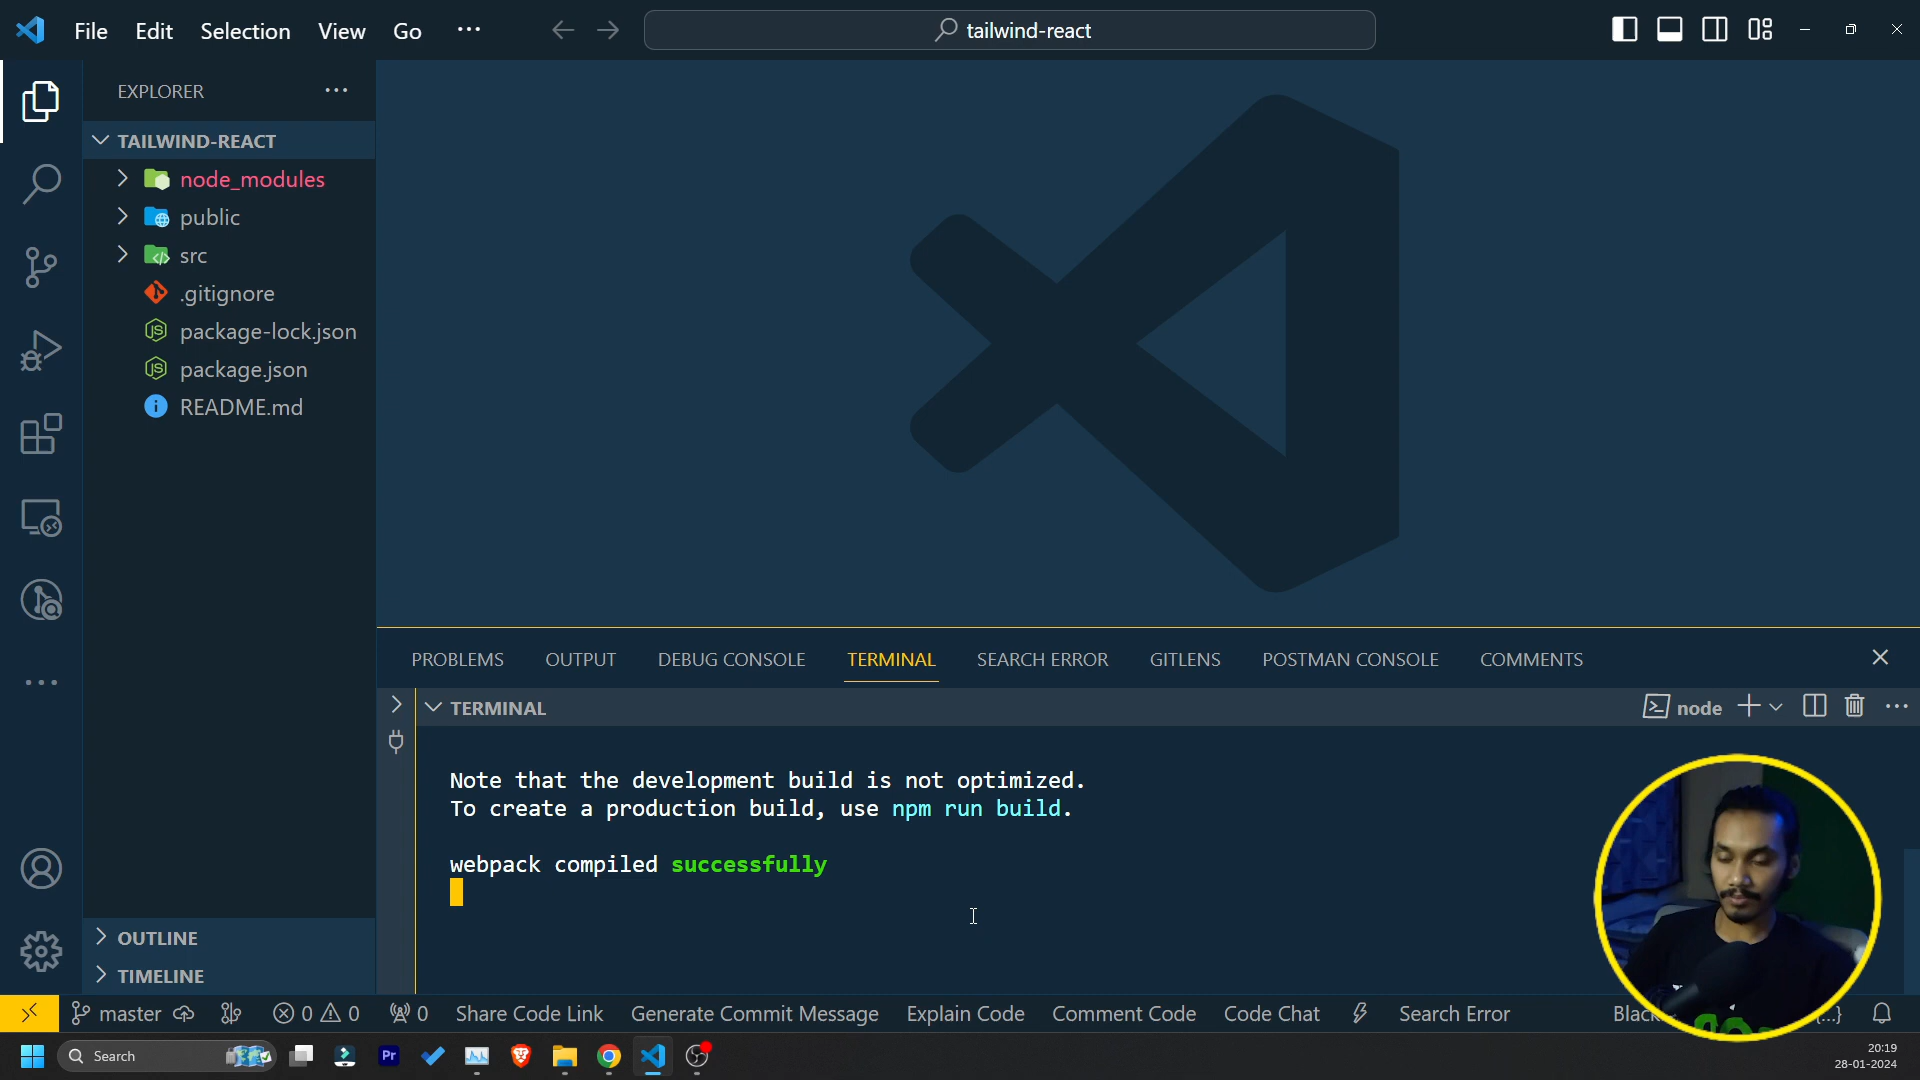 File Edit Selection View Go ···
tailwind-react
EXPLORER
TAILWIND-REACT
node_modules
public
src
.gitignore
package-lock.json
package.json
README.md
OUTLINE
TIMELINE
PROBLEMS OUTPUT DEBUG CONSOLE TERMINAL SEARCH ERROR GITLENS POSTMAN CONSOLE COMMENTS
TERMINAL
node
Note that the development build is not optimized.
To create a production build, use npm run build.
webpack compiled successfully
master 0 0 0 Share Code Link Generate Commit Message Explain Code Comment Code Code Chat Search Error
Search
Pr
20:19
28-01-2024